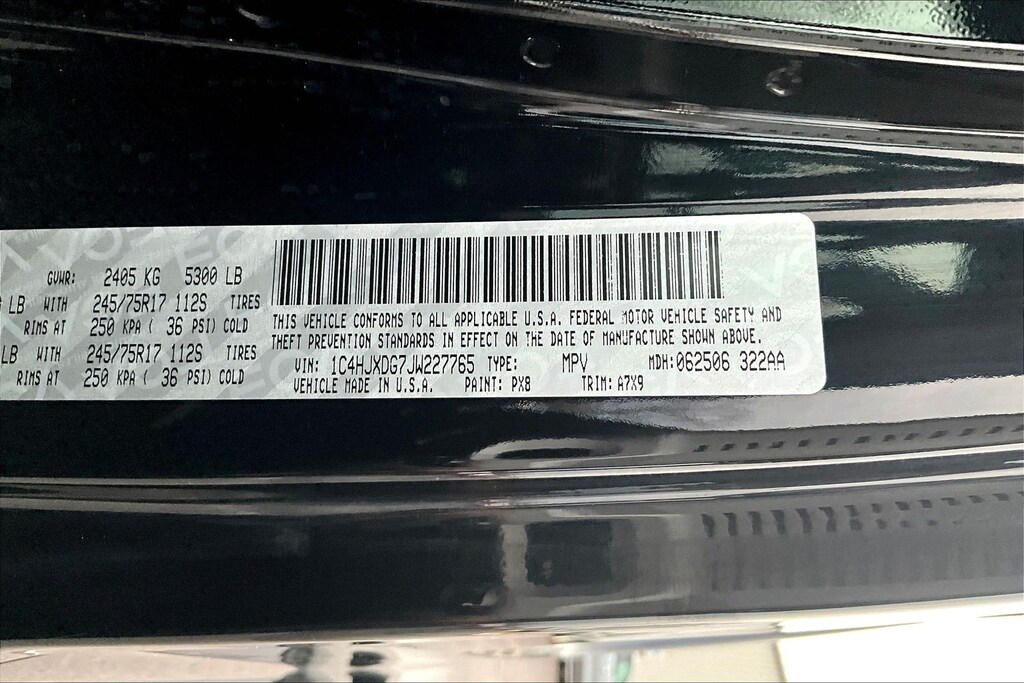 GVWR: 2405 KG 5300 LB
LB WITH 245/75R17 112S TIRES
RIMS AT 250 KPA ( 36 PSI) COLD
LB WITH 245/75R17 112S TIRES
RIMS AT 250 KPA ( 36 PSI) COLD
THIS VEHICLE CONFORMS TO ALL APPLICABLE U.S.A. FEDERAL MOTOR VEHICLE SAFETY AND
THEFT PREVENTION STANDARDS IN EFFECT ON THE DATE OF MANUFACTURE SHOWN ABOVE.
VIN: 1C4HJXDG7JW227765 TYPE: MPV MDH: 062506 322AA
VEHICLE MADE IN U.S.A. PAINT: PX8 TRIM: A7X9